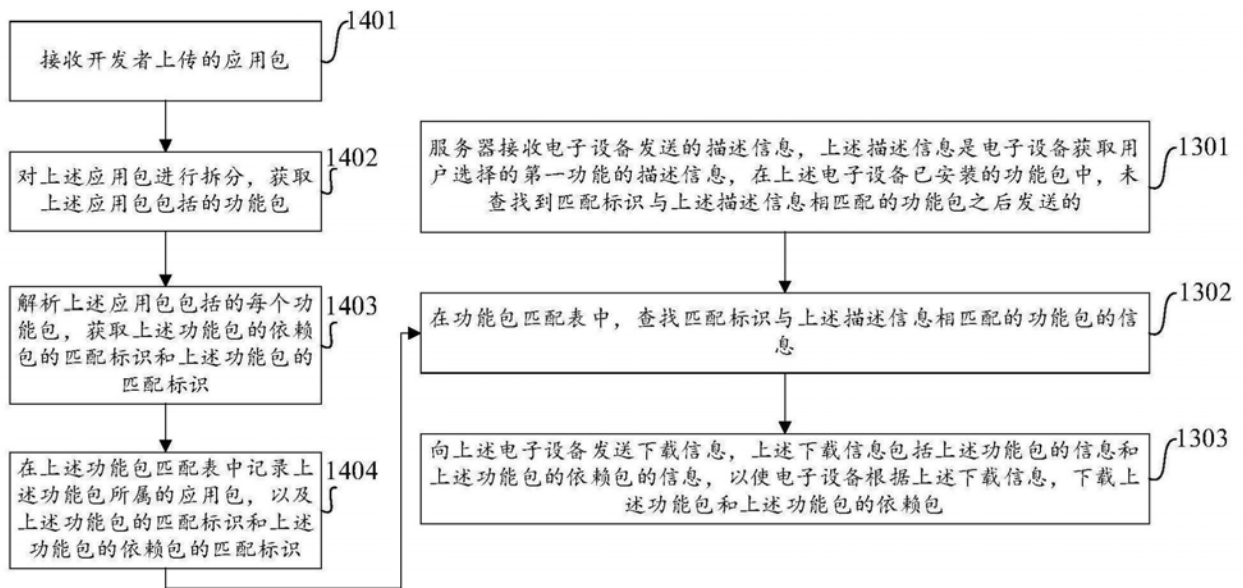 1401
接收开发者上传的应用包
1402
对上述应用包进行拆分，获取
上述应用包包括的功能包
1403
解析上述应用包包括的每个功
能包，获取上述功能包的依赖
包的匹配标识和上述功能包的
匹配标识
1404
在上述功能包匹配表中记录上
述功能包所属的应用包，以及
上述功能包的匹配标识和上述
功能包的依赖包的匹配标识
1301
服务器接收电子设备发送的描述信息，上述描述信息是电子设备获取用
户选择的第一功能的描述信息，在上述电子设备已安装的功能包中，未
查找到匹配标识与上述描述信息相匹配的功能包之后发送的
1302
在功能包匹配表中，查找匹配标识与上述描述信息相匹配的功能包的信
息
1303
向上述电子设备发送下载信息，上述下载信息包括上述功能包的信息和
上述功能包的依赖包的信息，以使电子设备根据上述下载信息，下载上
述功能包和上述功能包的依赖包